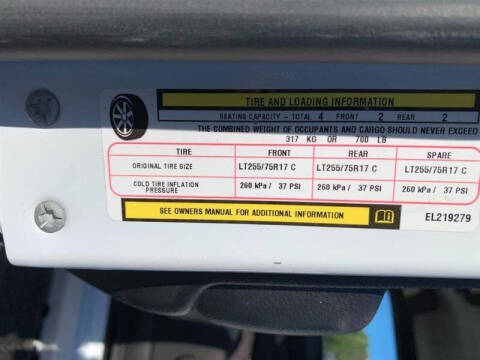 TIRE AND LOADING INFORMATION
SEATING CAPACITY - TOTAL 4 FRONT 2 REAR 2
THE COMBINED WEIGHT OF OCCUPANTS AND CARGO SHOULD NEVER EXCEED
317 KG OR 700 LB
TIRE FRONT REAR SPARE
ORIGINAL TIRE SIZE LT255/75R17 C LT255/75R17 C LT255/75R17 C
COLD TIRE INFLATION PRESSURE 260 kPa / 37 PSI 260 kPa / 37 PSI 260 kPa / 37 PSI
SEE OWNERS MANUAL FOR ADDITIONAL INFORMATION
EL219279